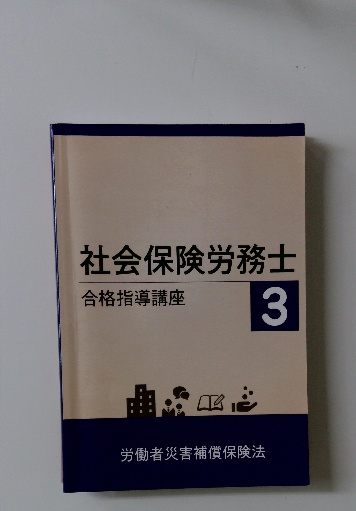 社会保険労務士
合格指導講座
3
労働者災害補償保険法